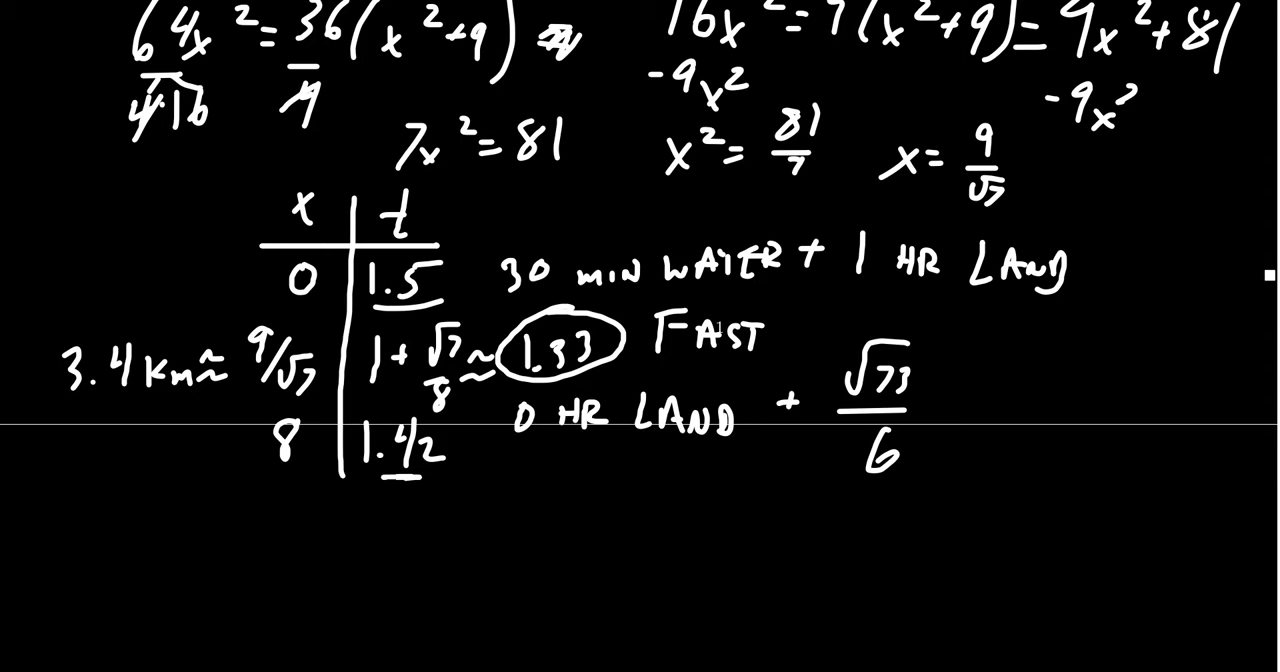 64x² = 36(x²+9) 16x² = 9(x²+9) = 9x²+81
4·16 9 -9x² -9x²
7x² = 81 x² = 81/7 x = 9/√7
x t
0 1.5 30 MIN WATER + 1 HR LAND
3.4 Km ≈ 9/√7 1 + √7/8 ≈ 1.33 FAST
8 1.42 0 HR LAND + √73/6